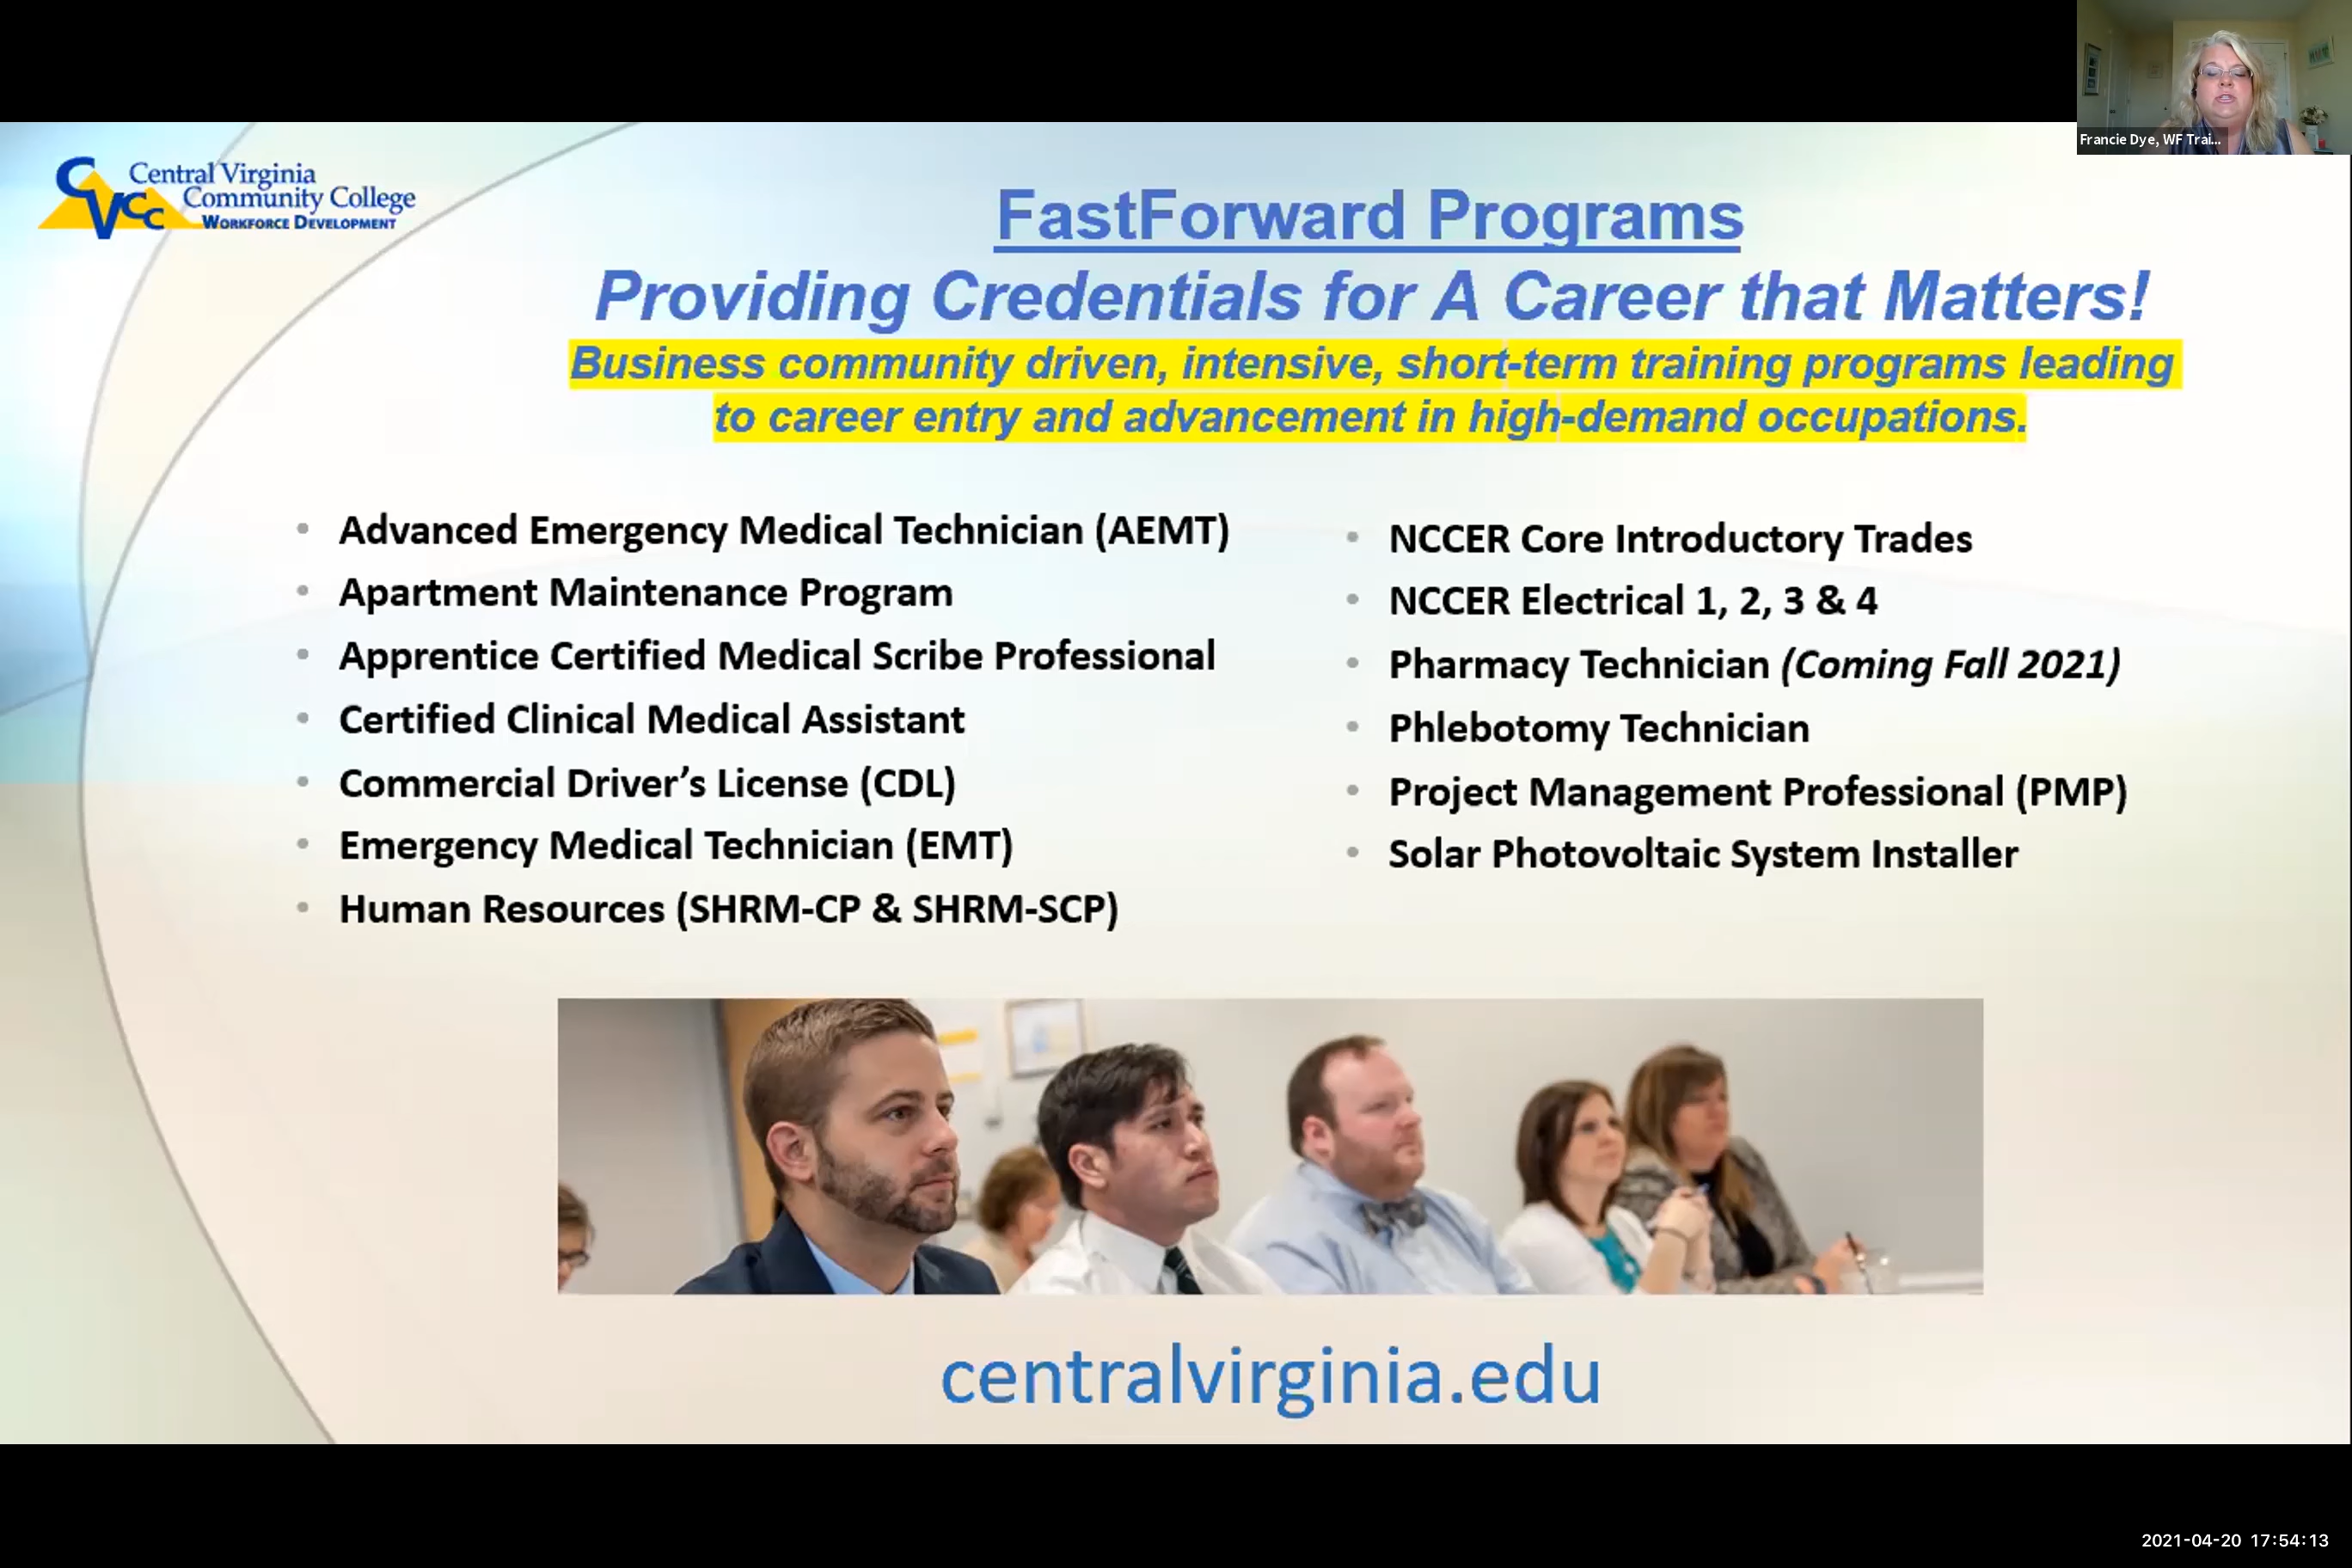 Francie Dye, WF Trai...
CVCC
Central Virginia
Community College
WORKFORCE DEVELOPMENT
FastForward Programs
Providing Credentials for A Career that Matters!
Business community driven, intensive, short-term training programs leading
to career entry and advancement in high-demand occupations.
• Advanced Emergency Medical Technician (AEMT)
• Apartment Maintenance Program
• Apprentice Certified Medical Scribe Professional
• Certified Clinical Medical Assistant
• Commercial Driver’s License (CDL)
• Emergency Medical Technician (EMT)
• Human Resources (SHRM-CP & SHRM-SCP)
• NCCER Core Introductory Trades
• NCCER Electrical 1, 2, 3 & 4
• Pharmacy Technician (Coming Fall 2021)
• Phlebotomy Technician
• Project Management Professional (PMP)
• Solar Photovoltaic System Installer
centralvirginia.edu
2021-04-20 17:54:13